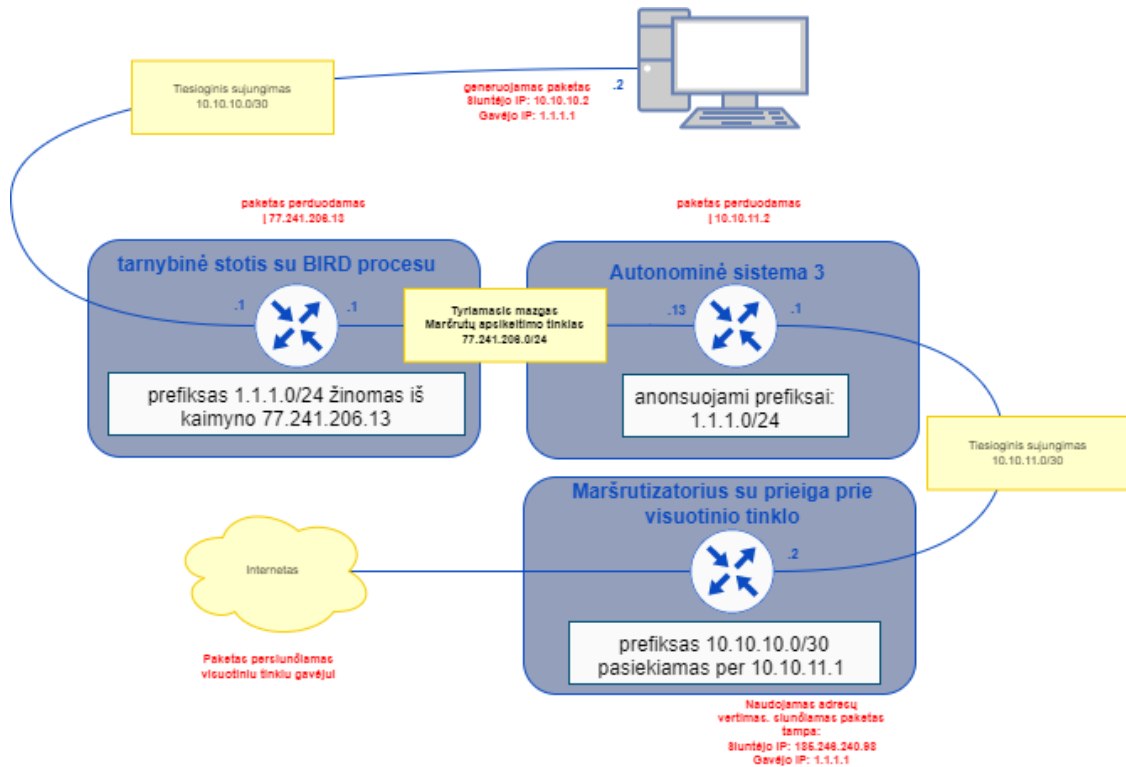 Tiesioginis sujungimas
10.10.10.0/30
generuojamas paketas
Siuntėjo IP: 10.10.10.2
Gavėjo IP: 1.1.1.1
.2
paketas perduodamas
į 77.241.206.13
paketas perduodamas
į 10.10.11.2
tarnybinė stotis su BIRD procesu
.1
.1
prefiksas 1.1.1.0/24 žinomas iš
kaimyno 77.241.206.13
Tyriamasis mazgas
Maršrutų apsikeitimo tinklas
77.241.206.0/24
Autonominė sistema 3
.13
.1
anonsuojami prefiksai:
1.1.1.0/24
Tiesioginis sujungimas
10.10.11.0/30
Maršrutizatorius su prieiga prie
visuotinio tinklo
.2
prefiksas 10.10.10.0/30
pasiekiamas per 10.10.11.1
Internetas
Paketas persiunčiamas
visuotiniu tinklu gavėjui
Naudojamas adresų
vertimas. siunčiamas paketas
tampa:
Siuntėjo IP:
Gavėjo IP: 1.1.1.1